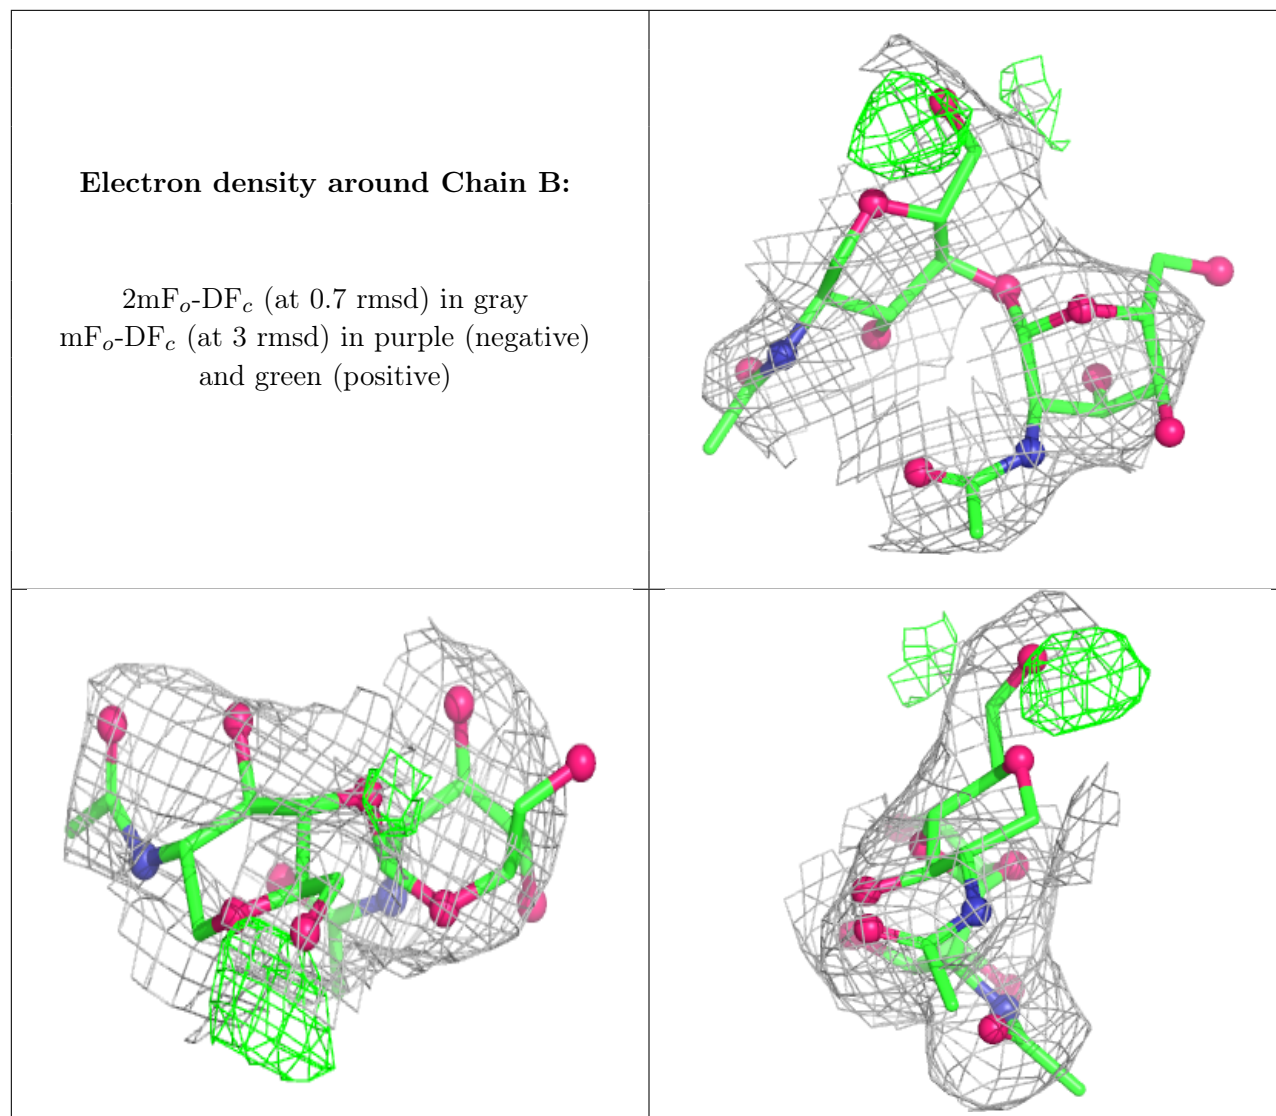 Electron density around Chain B:
2mFo-DFc (at 0.7 rmsd) in gray
mFo-DFc (at 3 rmsd) in purple (negative)
and green (positive)